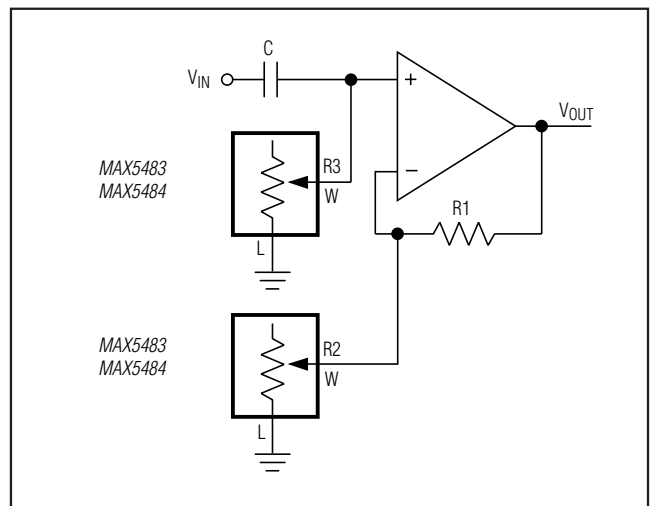 C
V_IN
+
V_OUT
MAX5483
MAX5484
R3
W
−
R1
L
MAX5483
MAX5484
R2
W
L